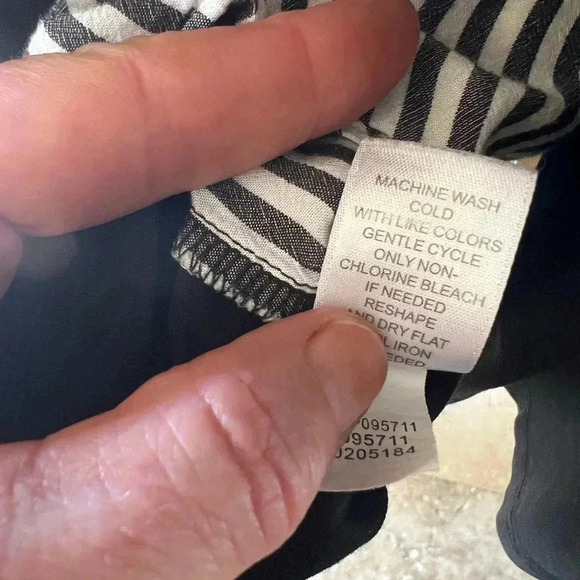 MACHINE WASH
COLD
WITH LIKE COLORS
GENTLE CYCLE
ONLY NON-
CHLORINE BLEACH
IF NEEDED
RESHAPE
AND DRY FLAT
IRON
095711
095711
0205184